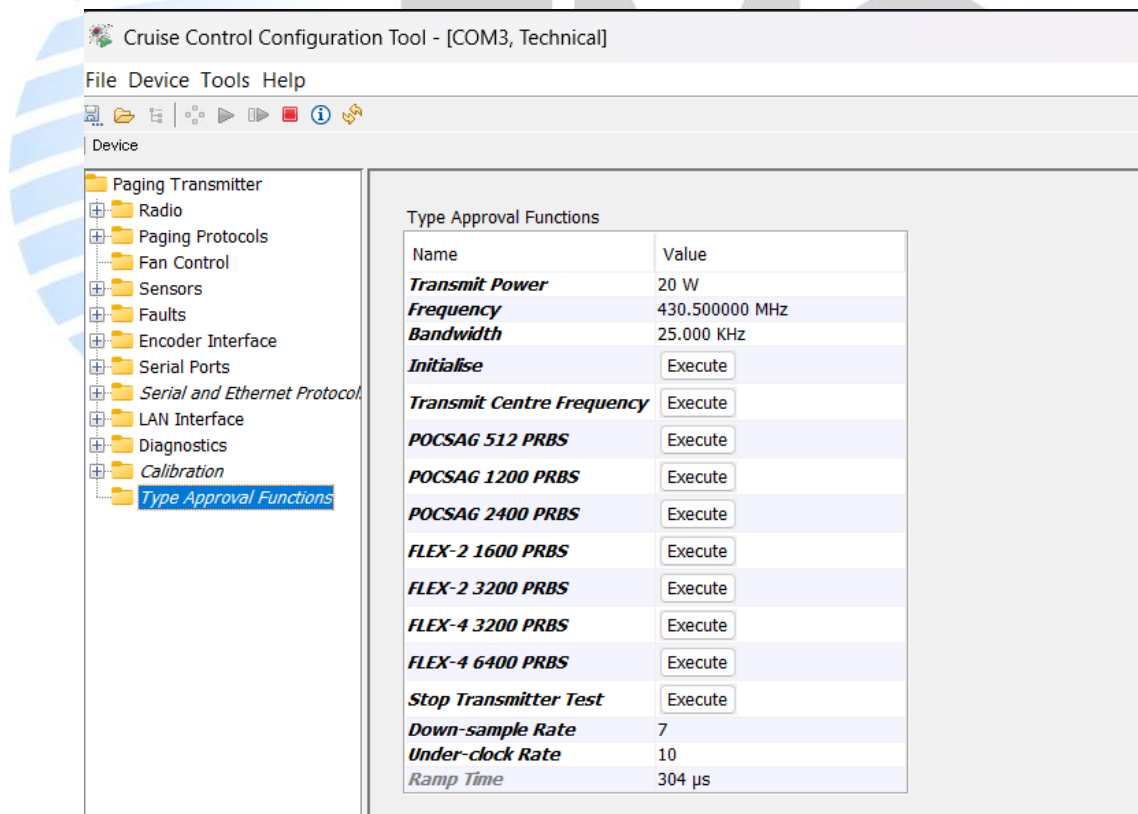 Cruise Control Configuration Tool - [COM3, Technical]
File Device Tools Help
Device
Paging Transmitter
Radio
Paging Protocols
Fan Control
Sensors
Faults
Encoder Interface
Serial Ports
Serial and Ethernet Protocol
LAN Interface
Diagnostics
Calibration
Type Approval Functions
Type Approval Functions
Name Value
Transmit Power 20 W
Frequency 430.500000 MHz
Bandwidth 25.000 KHz
Initialise Execute
Transmit Centre Frequency Execute
POCSAG 512 PRBS Execute
POCSAG 1200 PRBS Execute
POCSAG 2400 PRBS Execute
FLEX-2 1600 PRBS Execute
FLEX-2 3200 PRBS Execute
FLEX-4 3200 PRBS Execute
FLEX-4 6400 PRBS Execute
Stop Transmitter Test Execute
Down-sample Rate 7
Under-clock Rate 10
Ramp Time 304 µs